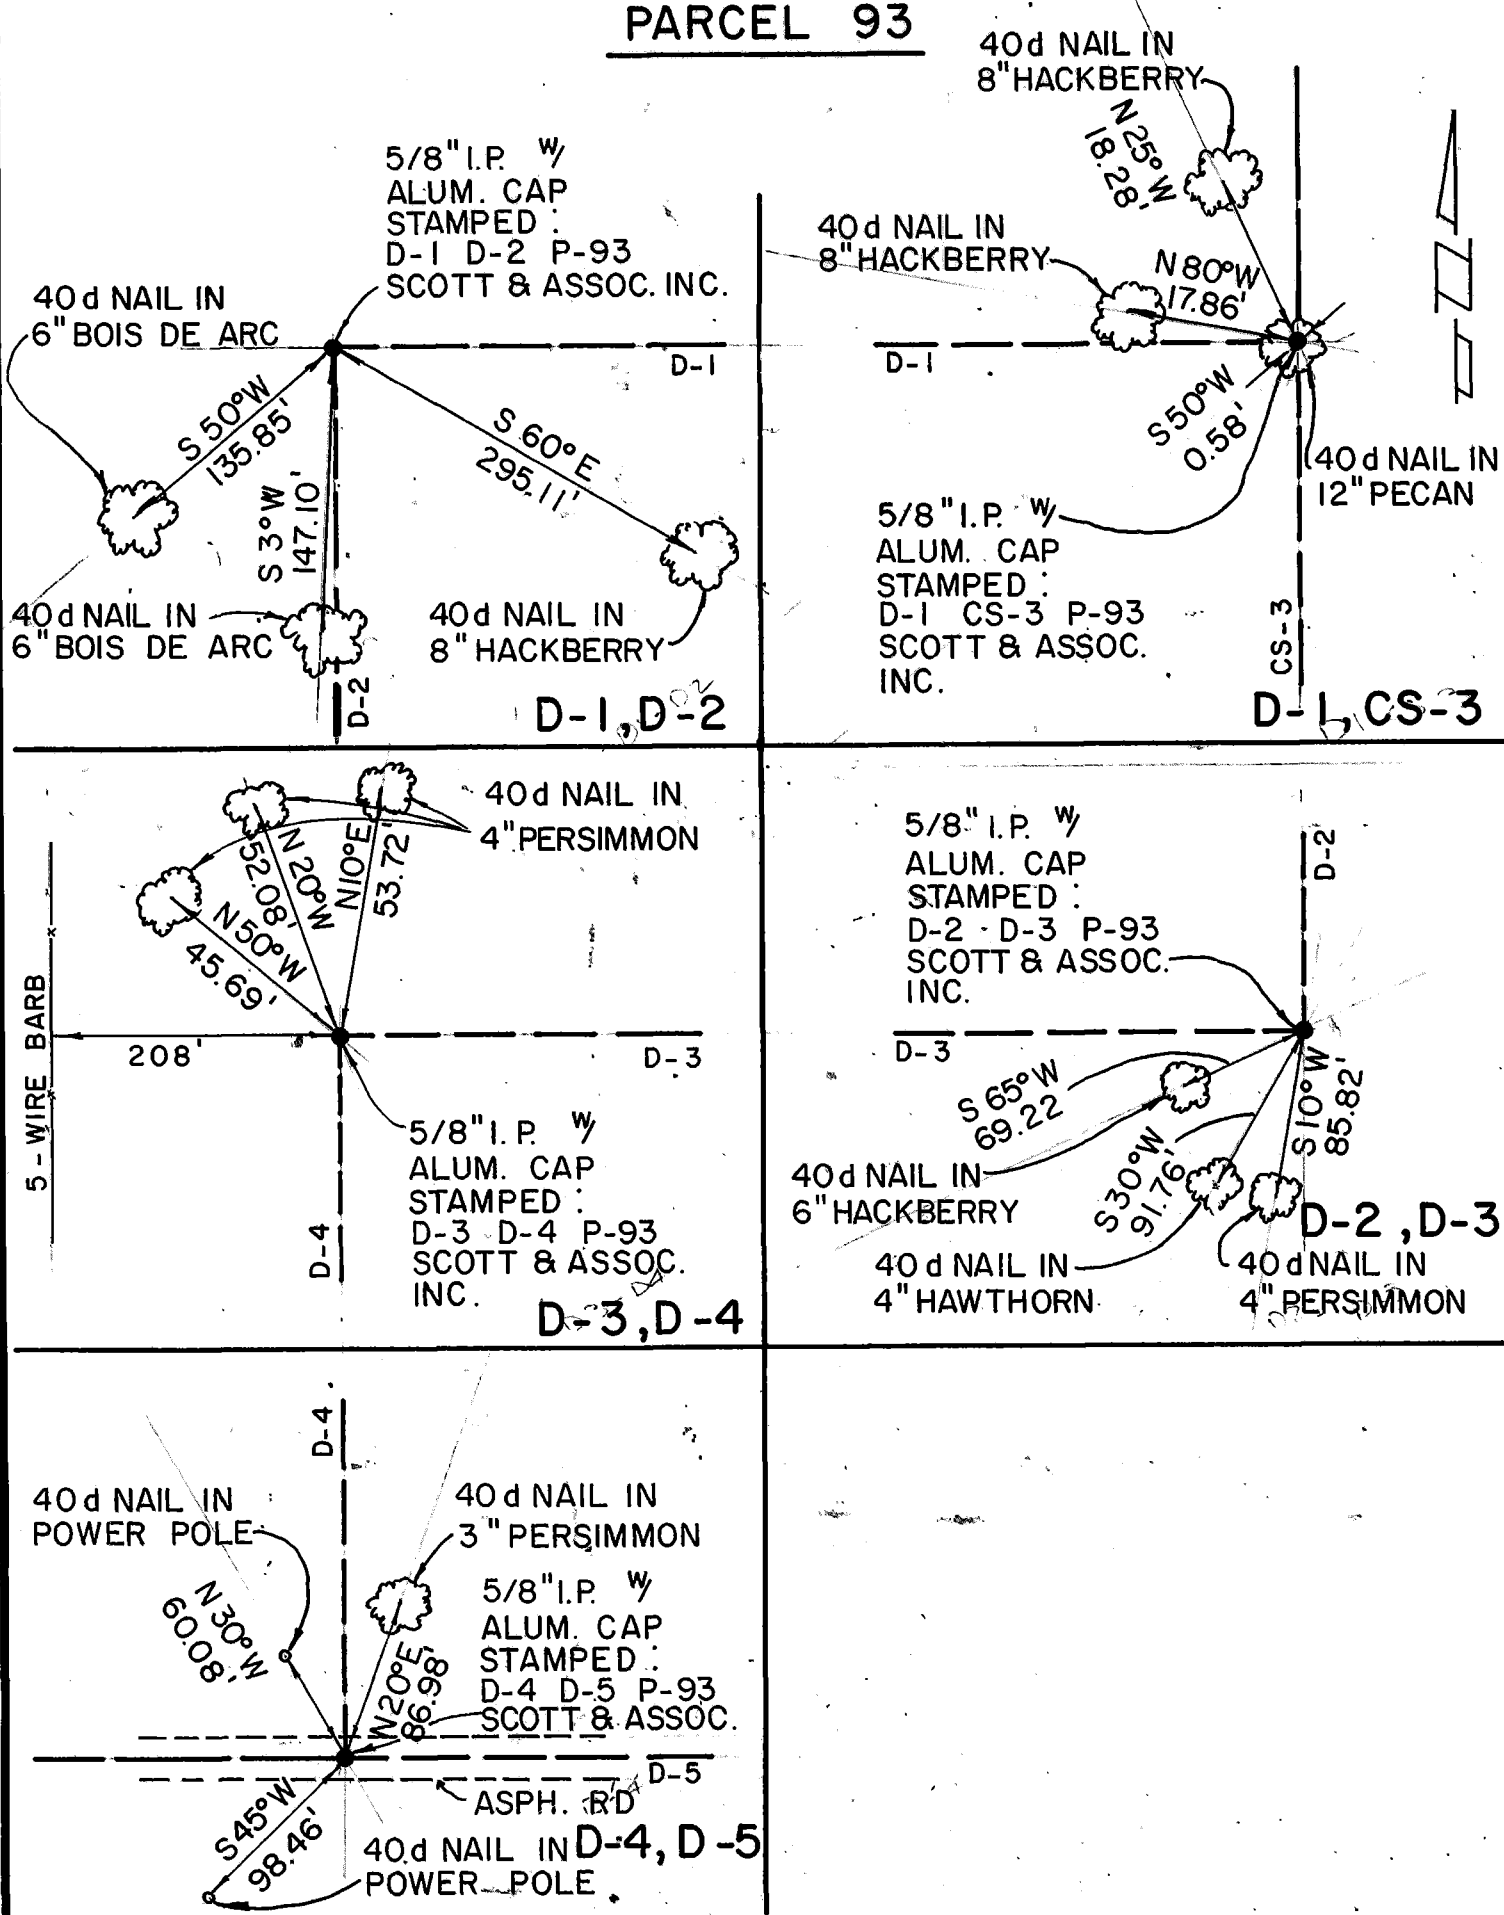 PARCEL 93
5/8" I.P. W/
ALUM. CAP
STAMPED :
D-1 D-2 P-93
SCOTT & ASSOC. INC.
40d NAIL IN
6" BOIS DE ARC
D-1
S 50°W
135.85'
S 60°E
295.11'
S 3°W
147.10'
40d NAIL IN
6" BOIS DE ARC
40d NAIL IN
8" HACKBERRY
D-2
D-1, D-2
40d NAIL IN
8" HACKBERRY
N 25°W
18.28'
40d NAIL IN
8" HACKBERRY
N 80°W
17.86'
D-1
S 50°W
0.58'
40d NAIL IN
12" PECAN
5/8" I.P. W/
ALUM. CAP
STAMPED :
D-1 CS-3 P-93
SCOTT & ASSOC.
INC.
CS-3
D-1, CS-3
40d NAIL IN
4" PERSIMMON
N 50°W
45.69'
N 20°W
52.08'
N10°E
53.72'
5-WIRE BARB
208'
D-3
5/8" I.P. W/
ALUM. CAP
STAMPED :
D-3 D-4 P-93
SCOTT & ASSOC.
INC.
D-4
D-3, D-4
5/8" I.P. W/
ALUM. CAP
STAMPED :
D-2 D-3 P-93
SCOTT & ASSOC.
INC.
D-2
D-3
S 65°W
69.22
S 30°W
91.76'
S 10°W
85.82'
40d NAIL IN
6" HACKBERRY
40d NAIL IN
4" HAWTHORN
40d NAIL IN
4" PERSIMMON
D-2, D-3
D-4
40d NAIL IN
POWER POLE
40d NAIL IN
3" PERSIMMON
5/8" I.P. W/
ALUM. CAP
STAMPED :
D-4 D-5 P-93
SCOTT & ASSOC.
N 30°W
60.08'
W20°E
86.98'
D-5
ASPH. RD
S45°W
98.46'
40d NAIL IN
POWER POLE
D-4, D-5